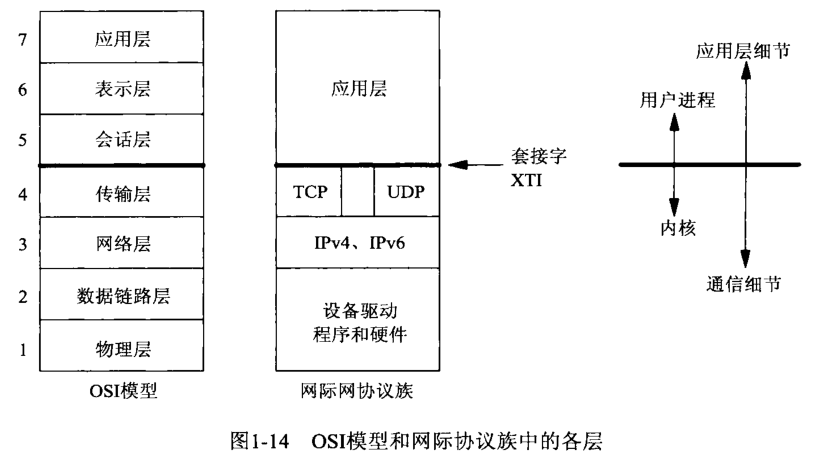 7
应用层
6
表示层
5
会话层
4
传输层
3
网络层
2
数据链路层
1
物理层
OSI模型
应用层
TCP
UDP
IPv4、IPv6
设备驱动
程序和硬件
网际网协议族
套接字
XTI
应用层细节
用户进程
内核
通信细节
图1-14 OSI模型和网际协议族中的各层